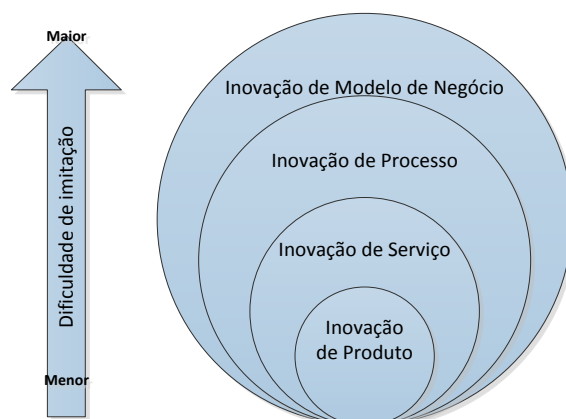 Maior
Dificuldade de imitação
Menor
Inovação de Modelo de Negócio
Inovação de Processo
Inovação de Serviço
Inovação
de Produto